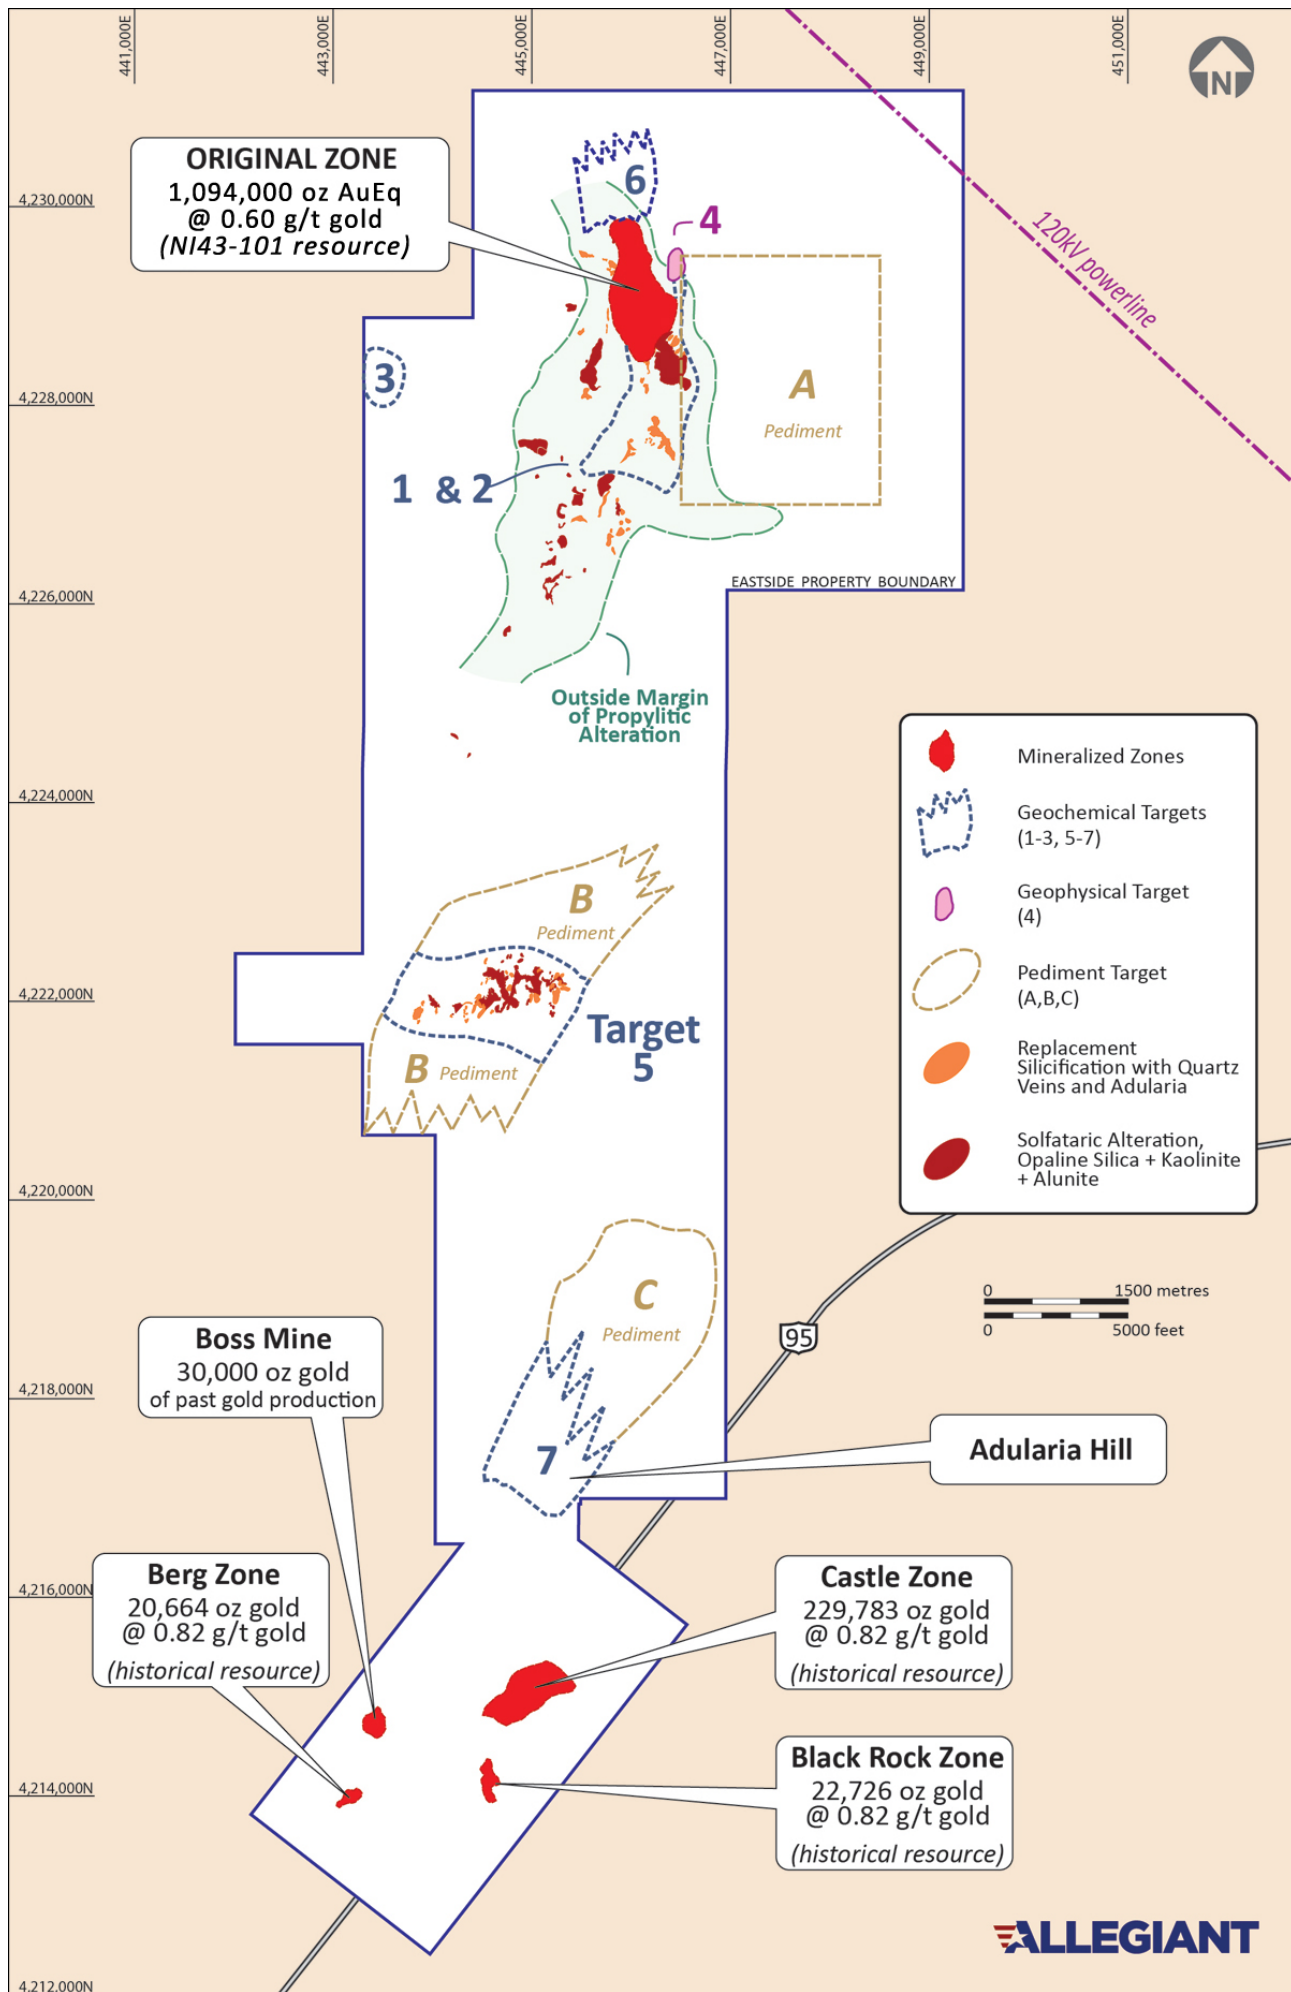 441,000E
443,000E
445,000E
447,000E
449,000E
451,000E
N
ORIGINAL ZONE
1,094,000 oz AuEq
@ 0.60 g/t gold
(NI43-101 resource)
6
4
120kV powerline
4,230,000N
3
4,228,000N
A
Pediment
1 & 2
EASTSIDE PROPERTY BOUNDARY
4,226,000N
Outside Margin
of Propylitic
Alteration
4,224,000N
Mineralized Zones
Geochemical Targets
(1-3, 5-7)
Geophysical Target
(4)
Pediment Target
(A,B,C)
Replacement
Silicification with Quartz
Veins and Adularia
Solfataric Alteration,
Opaline Silica + Kaolinite
+ Alunite
B
Pediment
4,222,000N
Target
5
B Pediment
4,220,000N
C
Pediment
0 1500 metres
0 5000 feet
95
Boss Mine
30,000 oz gold
of past gold production
4,218,000N
7
Adularia Hill
Berg Zone
20,664 oz gold
@ 0.82 g/t gold
(historical resource)
4,216,000N
Castle Zone
229,783 oz gold
@ 0.82 g/t gold
(historical resource)
Black Rock Zone
22,726 oz gold
@ 0.82 g/t gold
(historical resource)
4,214,000N
ALLEGIANT
4,212,000N